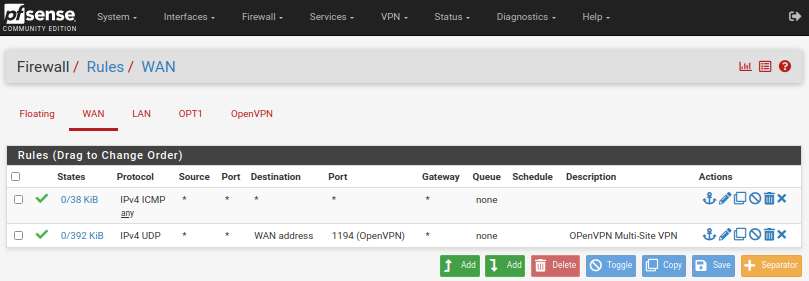 pfsense
COMMUNITY EDITION
System Interfaces Firewall Services VPN Status Diagnostics Help
Firewall / Rules / WAN
Floating WAN LAN OPT1 OpenVPN
Rules (Drag to Change Order)
States Protocol Source Port Destination Port Gateway Queue Schedule Description Actions
0/38 KiB IPv4 ICMP * * * * * none
any
0/392 KiB IPv4 UDP * * WAN address 1194 (OpenVPN) * none OPenVPN Multi-Site VPN
Add Add Delete Toggle Copy Save Separator